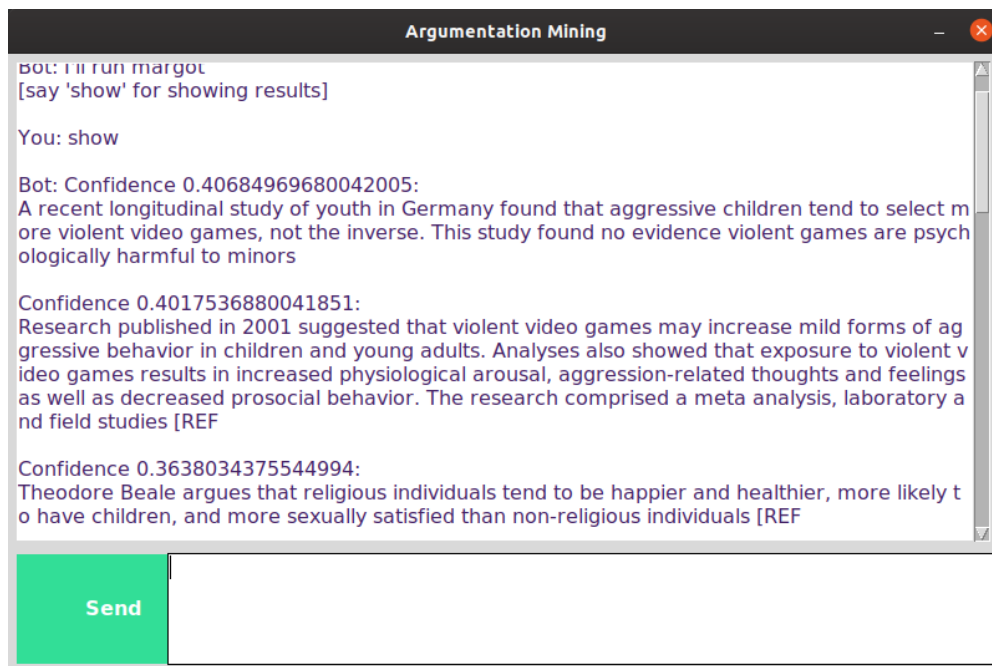 Argumentation Mining
Bot: I'll run margot
[say 'show' for showing results]
You: show
Bot: Confidence 0.40684969680042005:
A recent longitudinal study of youth in Germany found that aggressive children tend to select m
ore violent video games, not the inverse. This study found no evidence violent games are psych
ologically harmful to minors
Confidence 0.4017536880041851:
Research published in 2001 suggested that violent video games may increase mild forms of ag
gressive behavior in children and young adults. Analyses also showed that exposure to violent v
ideo games results in increased physiological arousal, aggression-related thoughts and feelings
as well as decreased prosocial behavior. The research comprised a meta analysis, laboratory a
nd field studies [REF
Confidence 0.3638034375544994:
Theodore Beale argues that religious individuals tend to be happier and healthier, more likely t
o have children, and more sexually satisfied than non-religious individuals [REF
Send